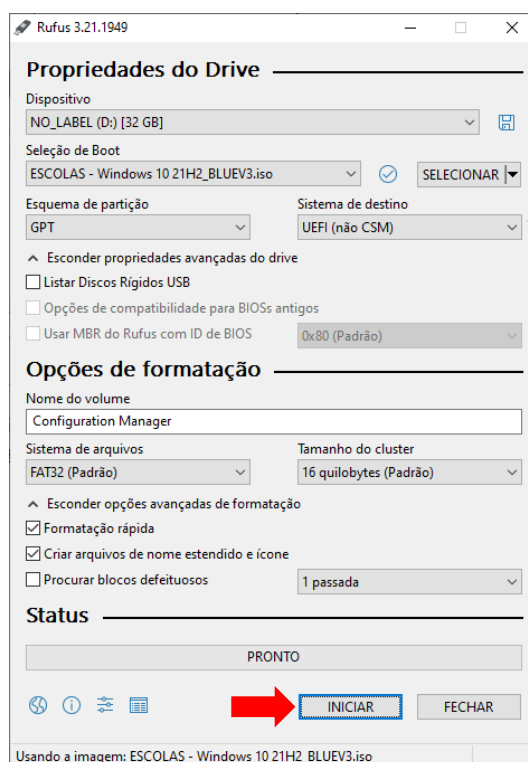 Rufus 3.21.1949
Propriedades do Drive
Dispositivo
NO_LABEL (D:) [32 GB]
Seleção de Boot
ESCOLAS - Windows 10 21H2_BLUEV3.iso SELECIONAR
Esquema de partição Sistema de destino
GPT UEFI (não CSM)
Esconder propriedades avançadas do drive
Listar Discos Rígidos USB
Opções de compatibilidade para BIOSs antigos
Usar MBR do Rufus com ID de BIOS 0x80 (Padrão)
Opções de formatação
Nome do volume
Configuration Manager
Sistema de arquivos Tamanho do cluster
FAT32 (Padrão) 16 quilobytes (Padrão)
Esconder opções avançadas de formatação
Formatação rápida
Criar arquivos de nome estendido e ícone
Procurar blocos defeituosos 1 passada
Status
PRONTO
INICIAR FECHAR
Usando a imagem: ESCOLAS - Windows 10 21H2_BLUEV3.iso